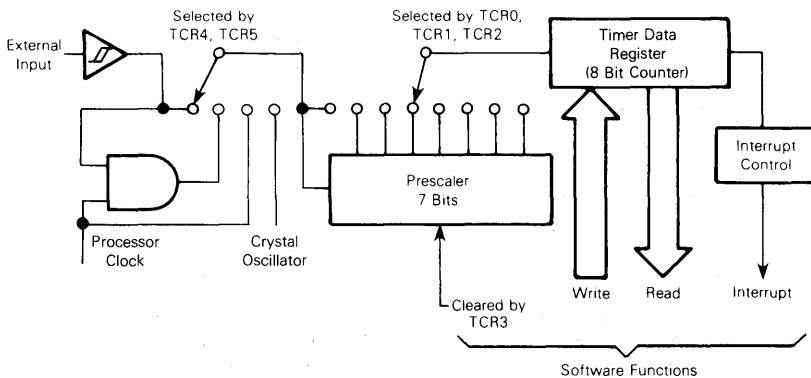 Selected by
TCR4, TCR5
External
Input
Selected by TCR0,
TCR1, TCR2
Timer Data
Register
(8 Bit Counter)
Interrupt
Control
Prescaler
7 Bits
Processor
Clock
Crystal
Oscillator
Cleared by
TCR3
Write
Read
Interrupt
Software Functions